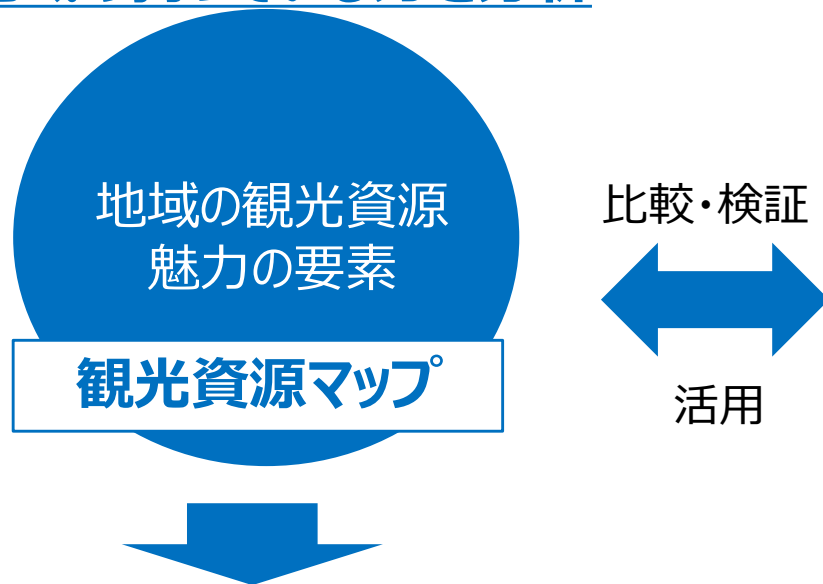 地域の観光資源
魅力の要素
観光資源マップ
比較・検証
活用